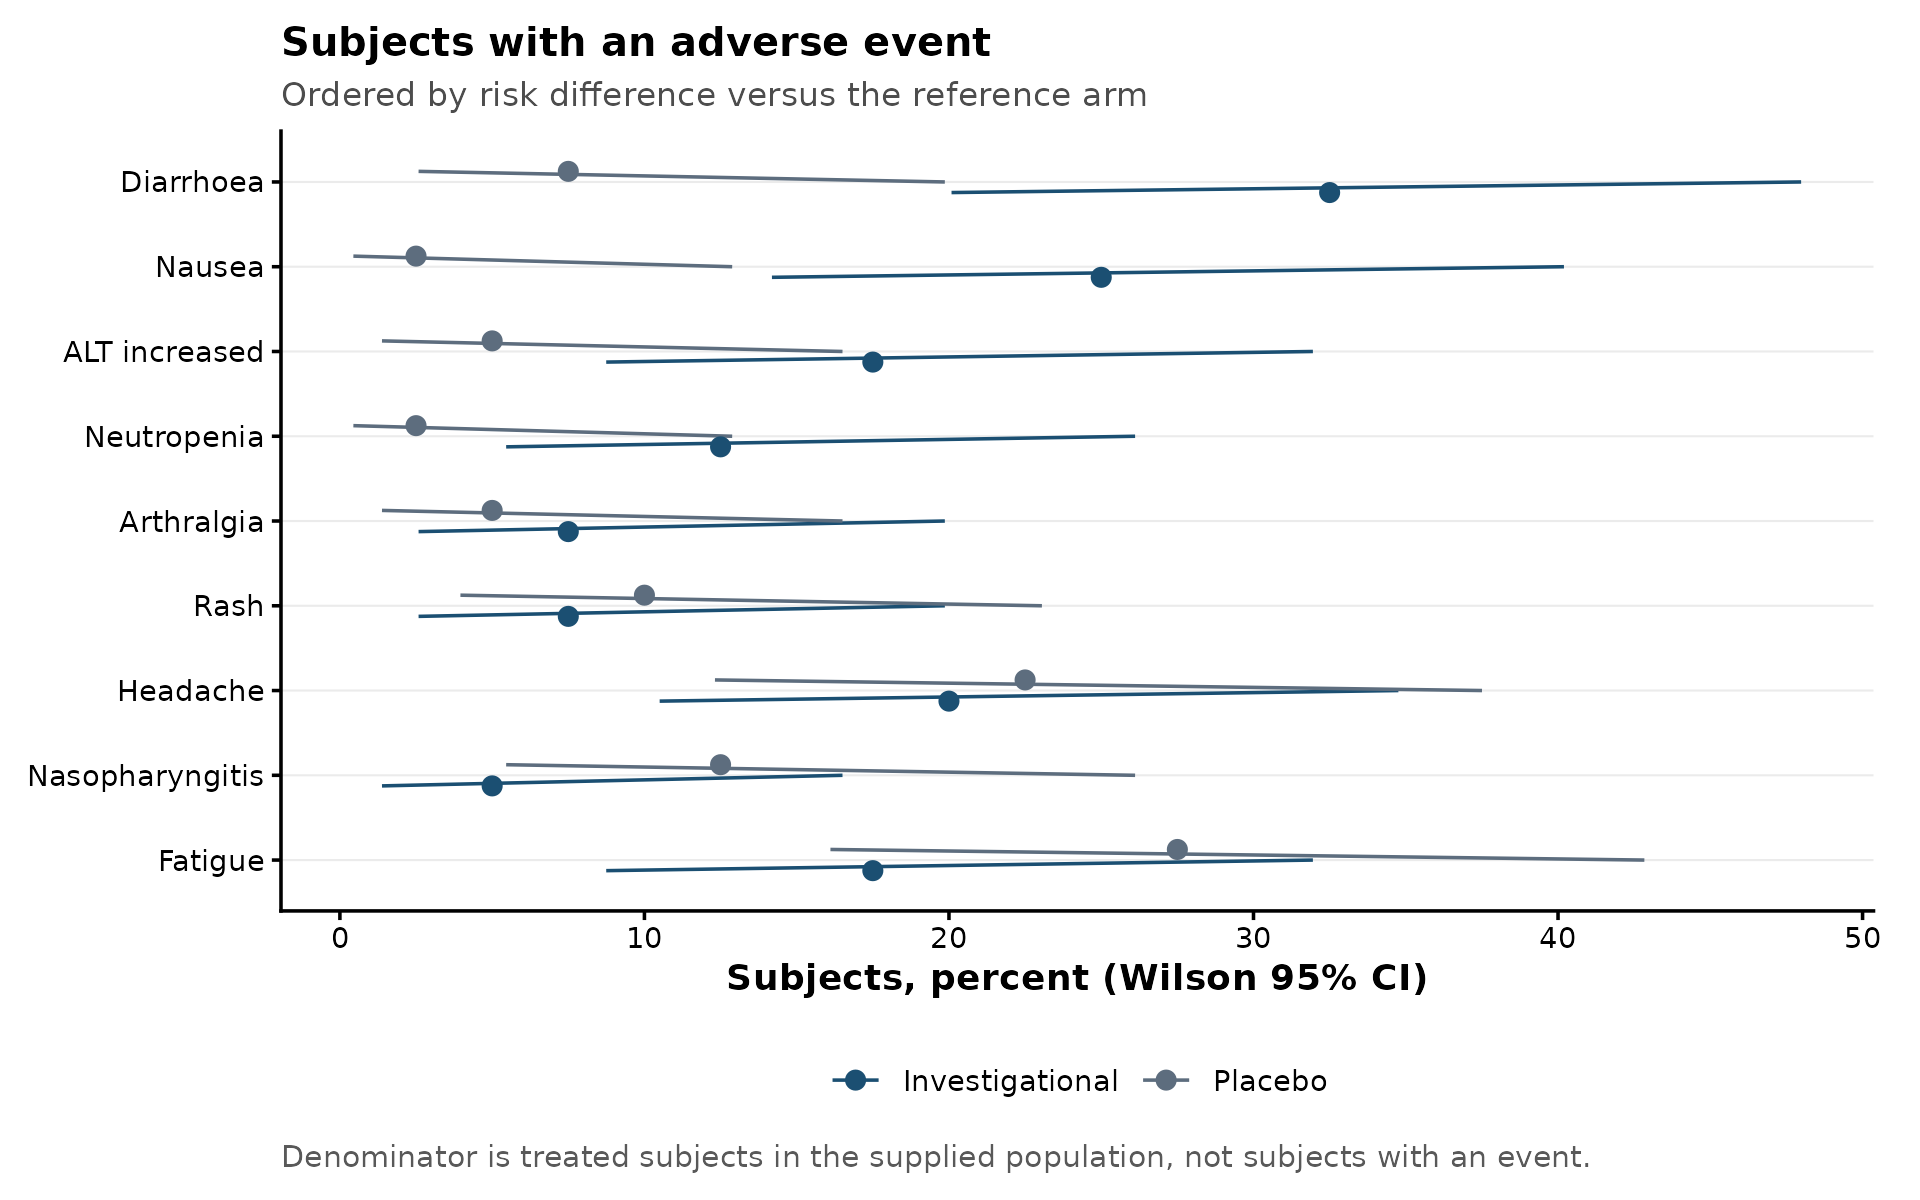 Subjects with an adverse event
Ordered by risk difference versus the reference arm
Diarrhoea
Nausea
ALT increased
Neutropenia
Arthralgia
Rash
Headache
Nasopharyngitis
Fatigue
0 10 20 30 40 50
Subjects, percent (Wilson 95% CI)
Investigational Placebo
Denominator is treated subjects in the supplied population, not subjects with an event.